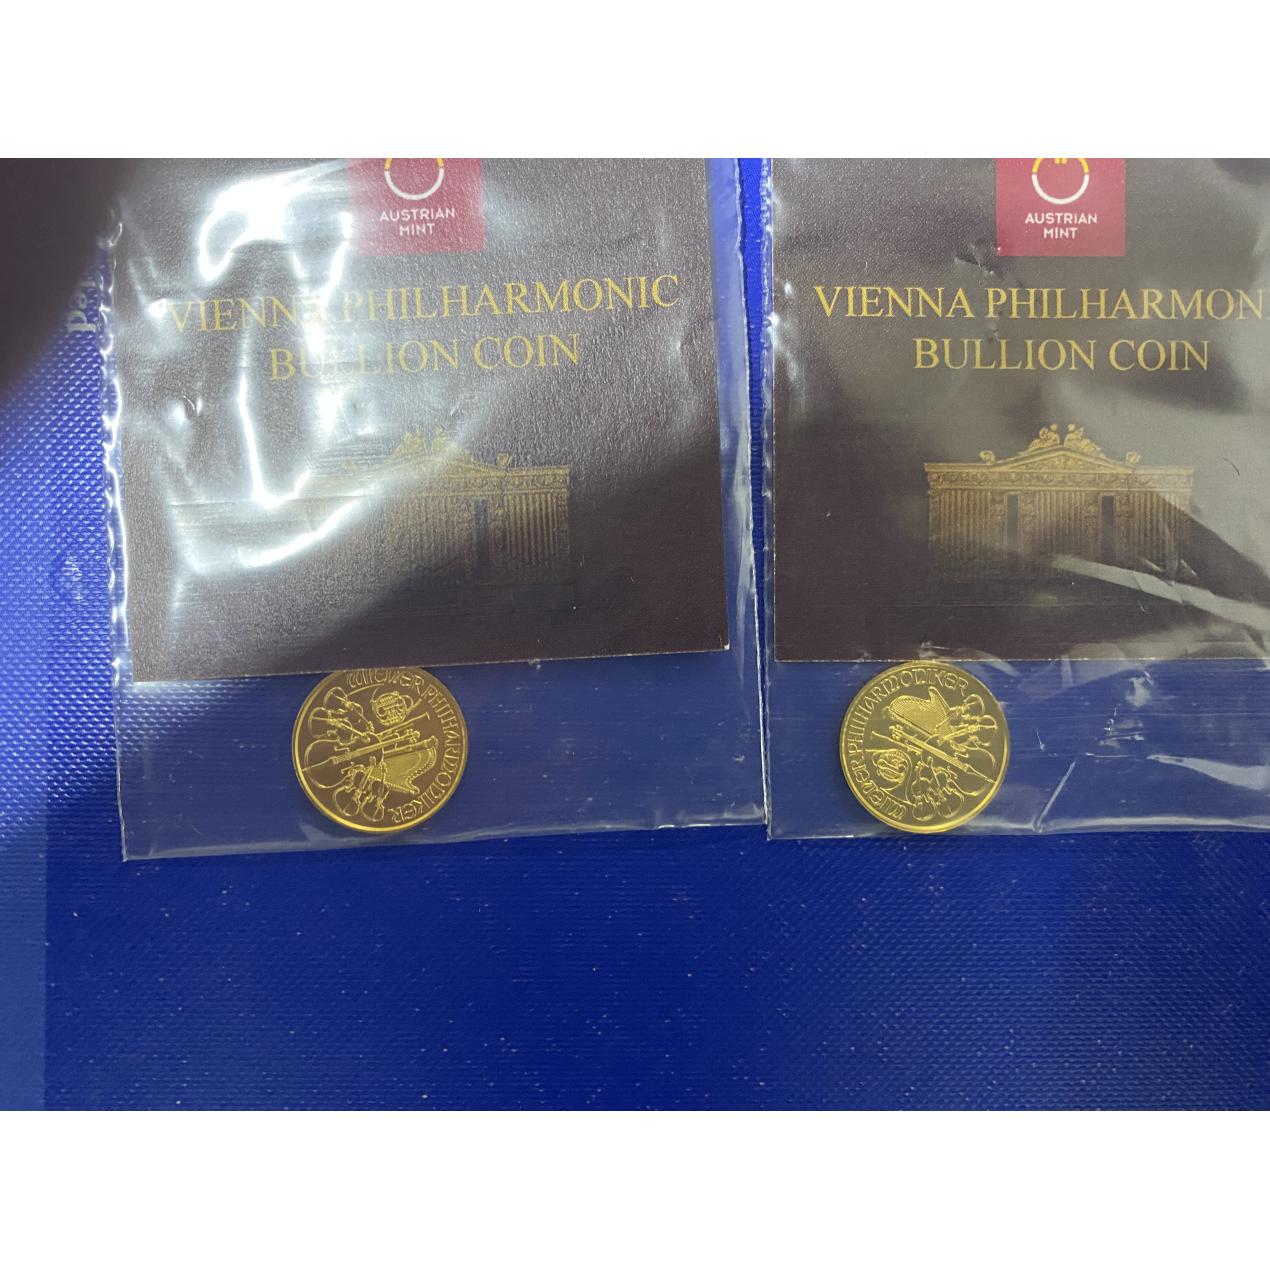 AUSTRIAN
MINT
VIENNA PHILHARMONIC
BULLION COIN
WIENER PHILHARMONIKER
AUSTRIAN
MINT
VIENNA PHILHARMONI
BULLION COIN
WIENER PHILHARMONIKER